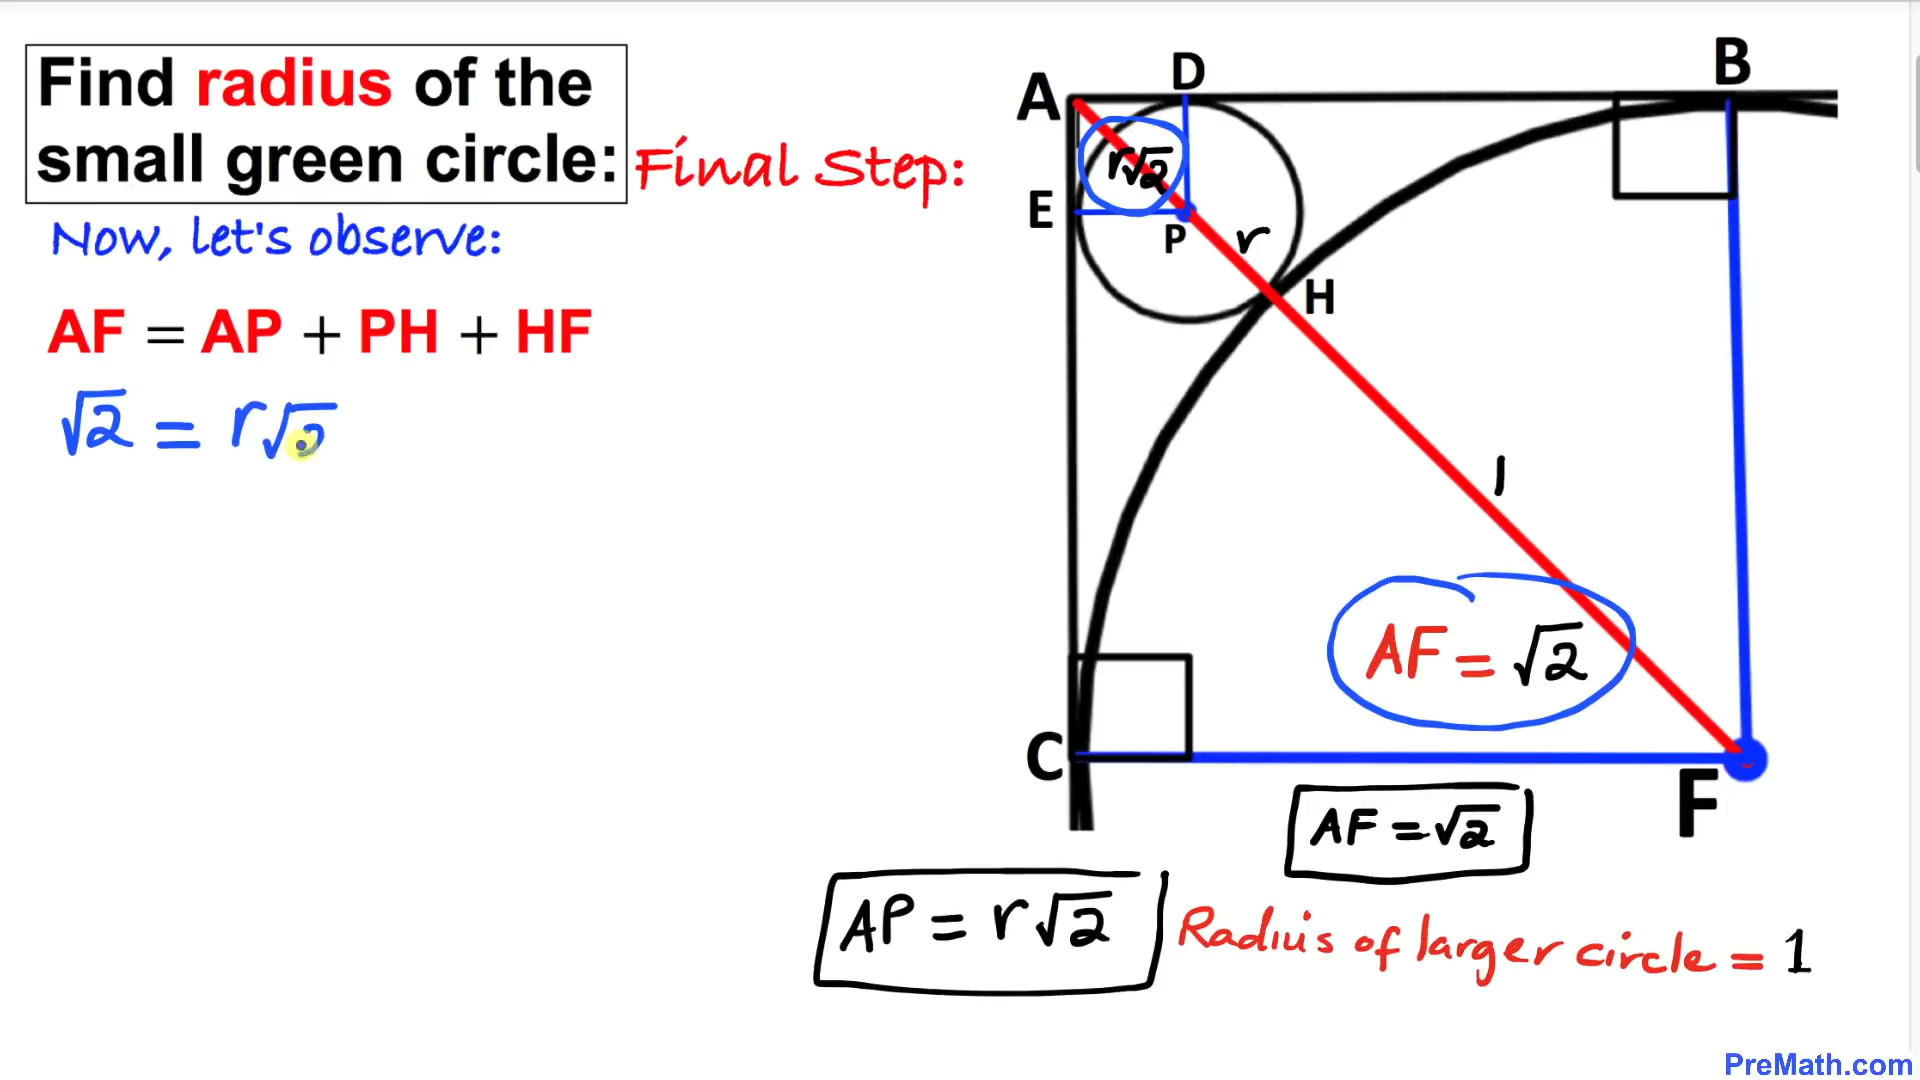 Find radius of the
small green circle:
Final Step:
Now, let's observe:
AF = AP + PH + HF
√2 = r√2
A
D
B
r√2
E
P
r
H
1
AF = √2
C
F
AF = √2
AP = r√2
Radius of larger circle = 1
PreMath.com